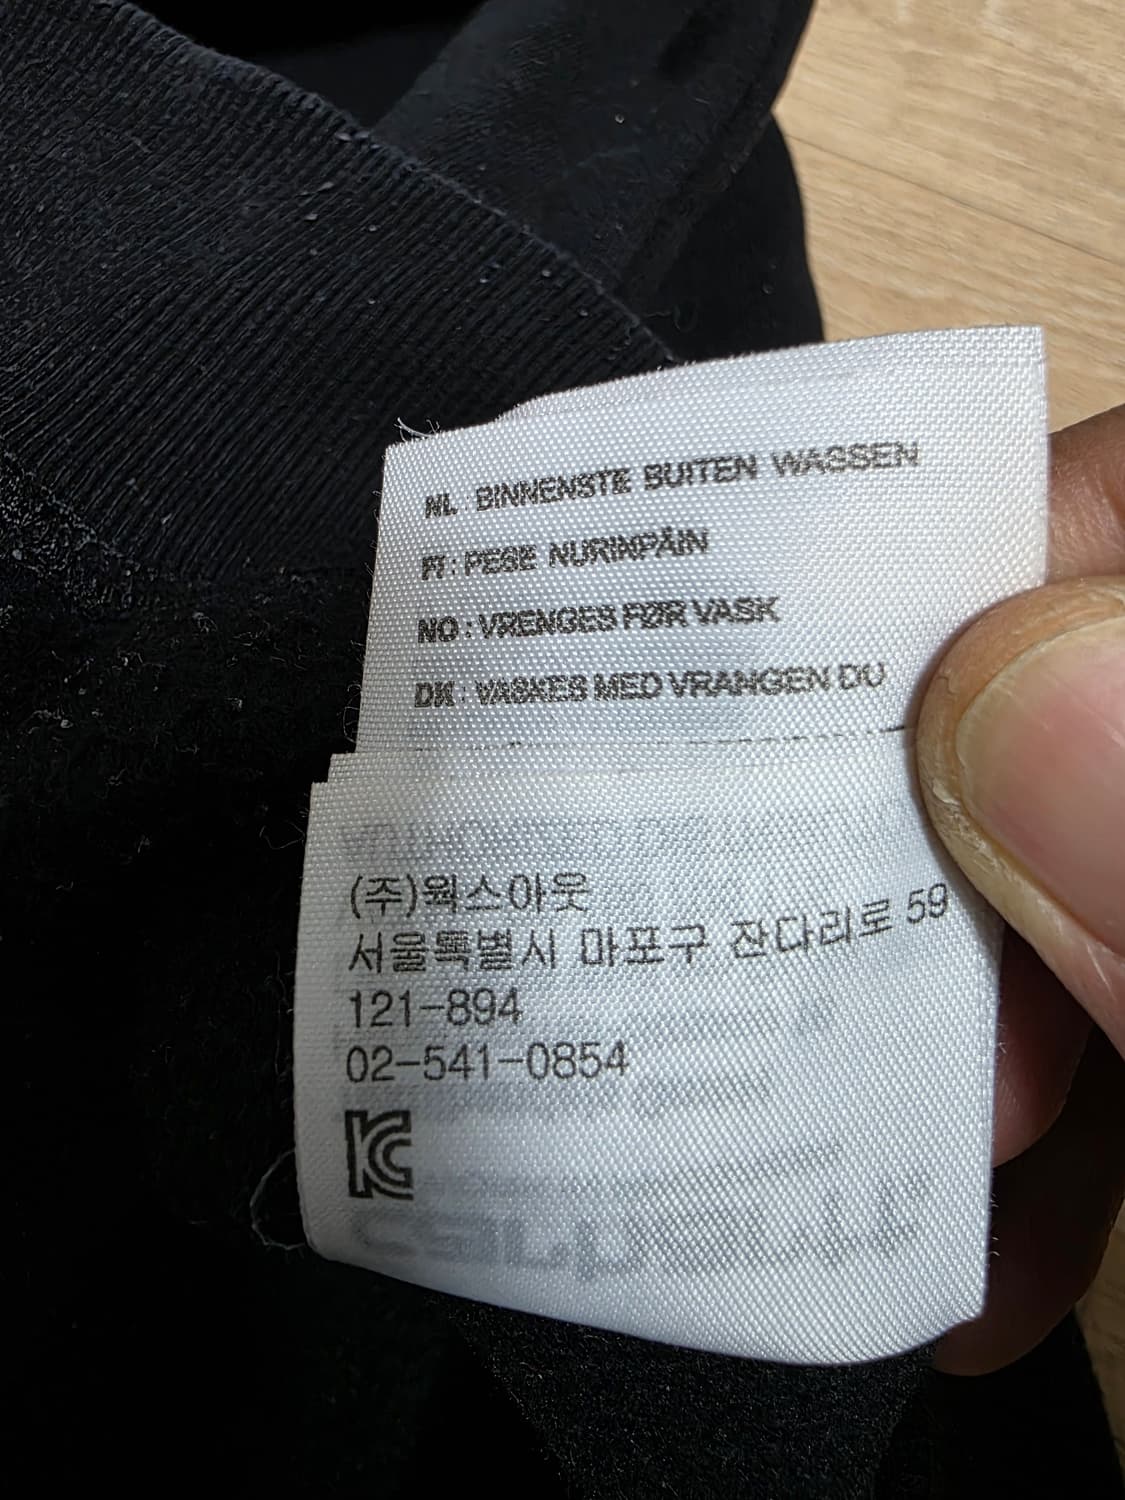 NL : BINNENSTE BUITEN WASSEN
FI : PESE NURINPÄIN
NO : VRENGES FØR VASK
DK : VASKES MED VRANGEN DU
(주)웍스아웃
서울특별시 마포구 잔다리로 59
121-894
02-541-0854
KC